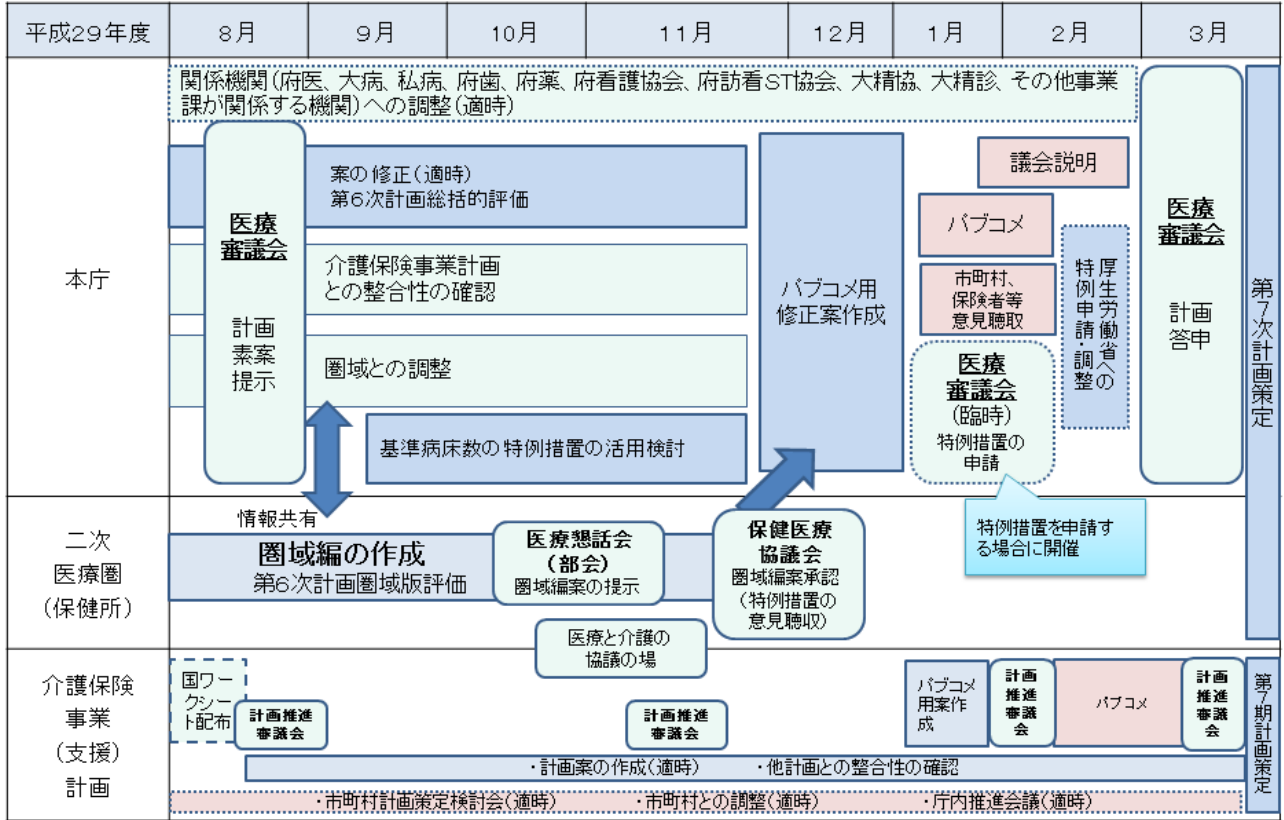 平成29年度
8月
9月
10月
11月
12月
1月
2月
3月
本庁
関係機関(府医、大病、私病、府歯、府薬、府看護協会、府訪看ST協会、大精協、大精診、その他事業
課が関係する機関)への調整(適時)
医療
審議会
計画
素案
提示
案の修正(適時)
第6次計画総括的評価
介護保険事業計画
との整合性の確認
圏域との調整
基準病床数の特例措置の活用検討
パブコメ用
修正案作成
議会説明
パブコメ
市町村、
保険者等
意見聴取
医療
審議会
(臨時)
特例措置の
申請
厚生労働省への
特例申請・調整
医療
審議会
計画
答申
第7次計画策定
特例措置を申請す
る場合に開催
二次
医療圏
(保健所)
情報共有
圏域編の作成
第6次計画圏域版評価
医療懇話会
(部会)
圏域編案の提示
保健医療
協議会
圏域編案承認
(特例措置の
意見聴収)
医療と介護の
協議の場
介護保険
事業
(支援)
計画
国ワー
クシー
ト配布
計画推進
審議会
計画推進
審議会
パブコメ
用案作
成
計画
推進
審議
会
パブコメ
計画
推進
審議
会
第7期計画策定
・計画案の作成(適時) ・他計画との整合性の確認
・市町村計画策定検討会(適時) ・市町村との調整(適時) ・庁内推進会議(適時)